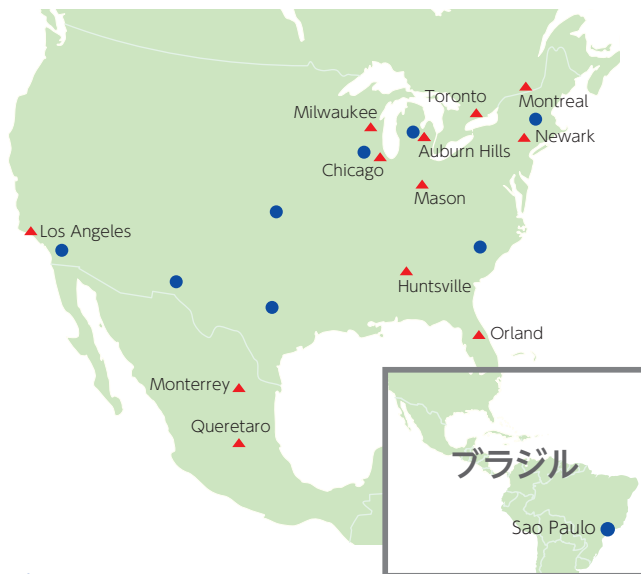 Toronto
Milwaukee
Montreal
Newark
Auburn Hills
Chicago
Mason
Los Angeles
Huntsville
Orland
Monterrey
Queretaro
ブラジル
Sao Paulo